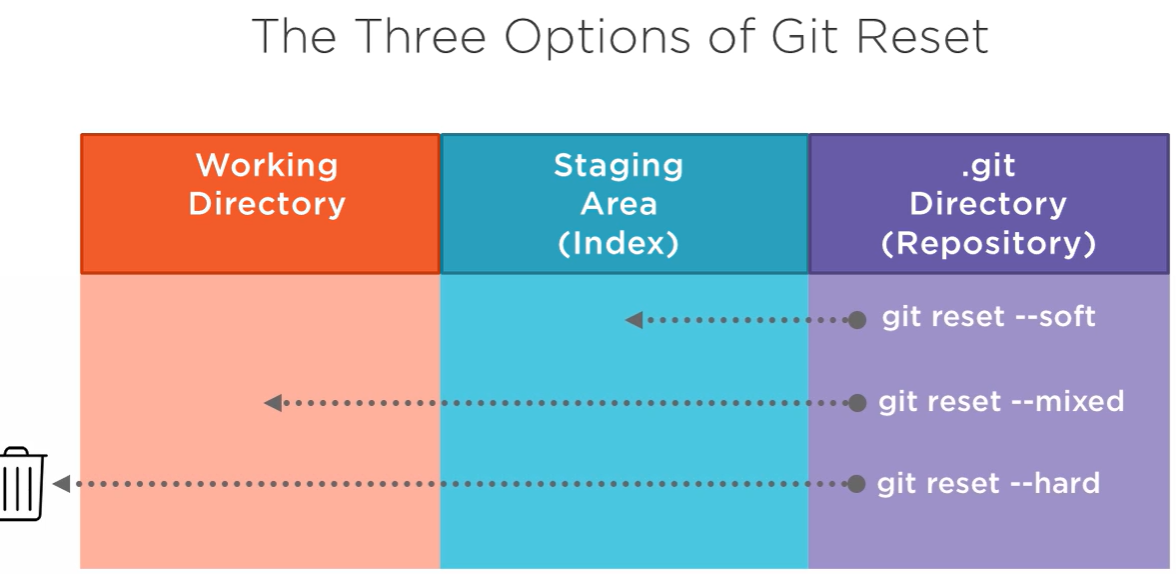 The Three Options of Git Reset
Working
Directory
Staging
Area
(Index)
.git
Directory
(Repository)
git reset --soft
git reset --mixed
git reset --hard